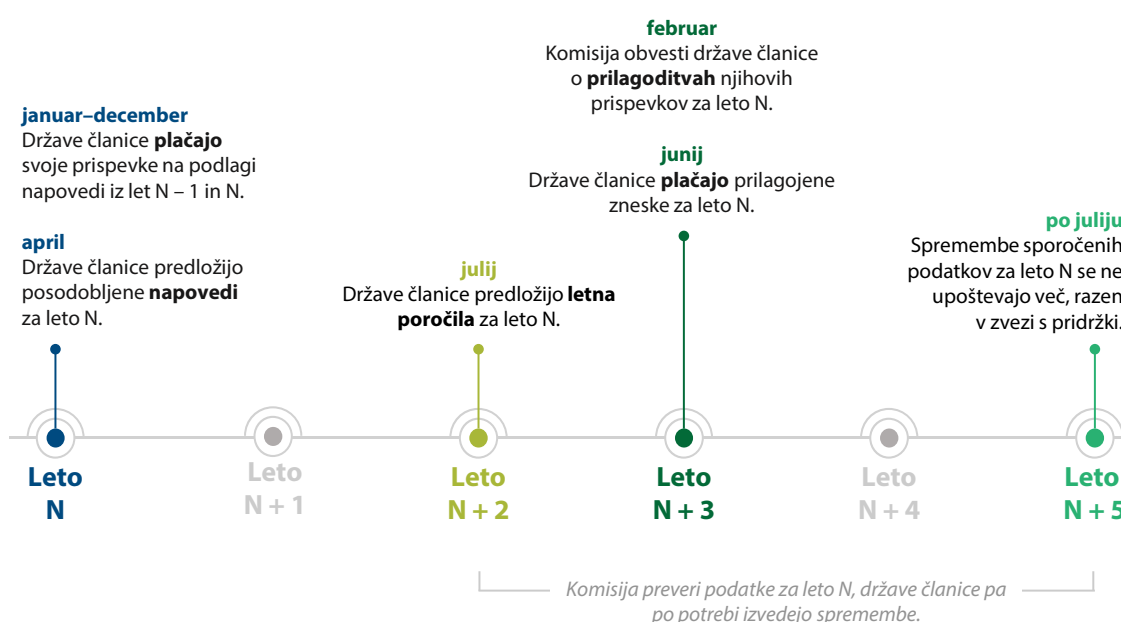 januar–december
Države članice plačajo
svoje prispevke na podlagi
napovedi iz let N – 1 in N.
april
Države članice predložijo
posodobljene napovedi
za leto N.
julij
Države članice predložijo letna
poročila za leto N.
februar
Komisija obvesti države članice
o prilagoditvah njihovih
prispevkov za leto N.
junij
Države članice plačajo prilagojene
zneske za leto N.
po juliju
Spremembe sporočenih
podatkov za leto N se ne
upoštevajo več, razen
v zvezi s pridržki.
Leto
N
Leto
N + 1
Leto
N + 2
Leto
N + 3
Leto
N + 4
Leto
N + 5
Komisija preveri podatke za leto N, države članice pa
po potrebi izvedejo spremembe.